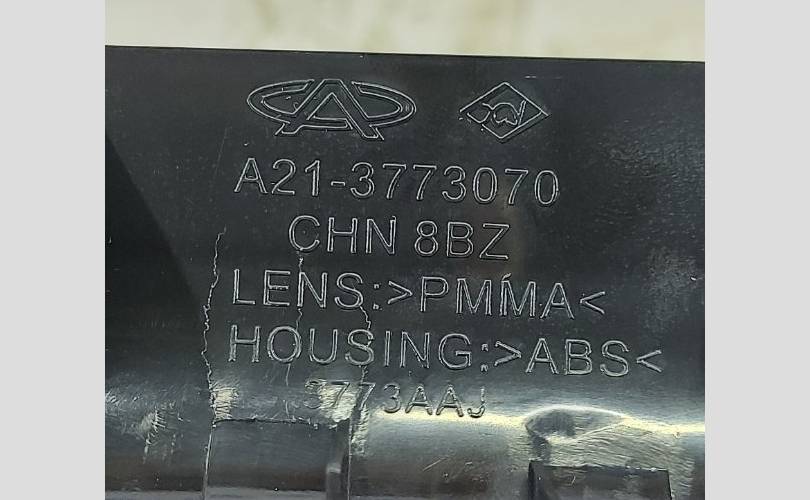 A21-3773070
CHN 8BZ
LENS:>PMMA<
HOUSING:>ABS<
3773AAJ